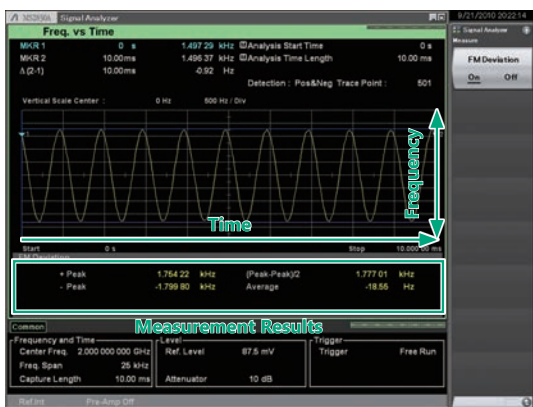 Signal Analyzer
9/21/2010 20:22:14
Freq. vs Time
MKR 1 0 s 1.497 29 kHz Analysis Start Time 0 s
MKR 2 10.00ms 1.496 37 kHz Analysis Time Length 10.00 ms
Δ(2-1) 10.00ms -0.92 Hz
Detection : Pos&Neg Trace Point : 501
Vertical Scale Center : 0 Hz 500 Hz / Div
1
Frequency
Time
Start 0 s Stop 10.000 00 ms
FM Deviation
+ Peak 1.754 22 kHz (Peak-Peak)/2 1.777 01 kHz
- Peak -1.799 80 kHz Average -18.55 Hz
Measurement Results
Common
Frequency and Time
Center Freq. 2.000 000 000 GHz
Freq. Span 25 kHz
Capture Length 10.00 ms
Level
Ref. Level 87.5 mV
Attenuator 10 dB
Trigger
Trigger Free Run
Ref.Int Pre-Amp Off
Signal Analyzer
Measure
FM Deviation
On Off